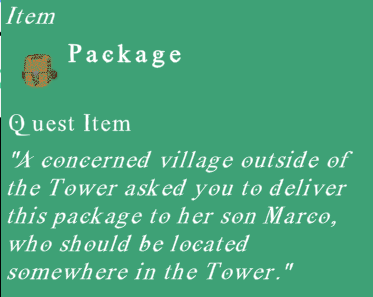 Item
Package
Quest Item
"A concerned village outside of
the Tower asked you to deliver
this package to her son Marco,
who should be located
somewhere in the Tower."